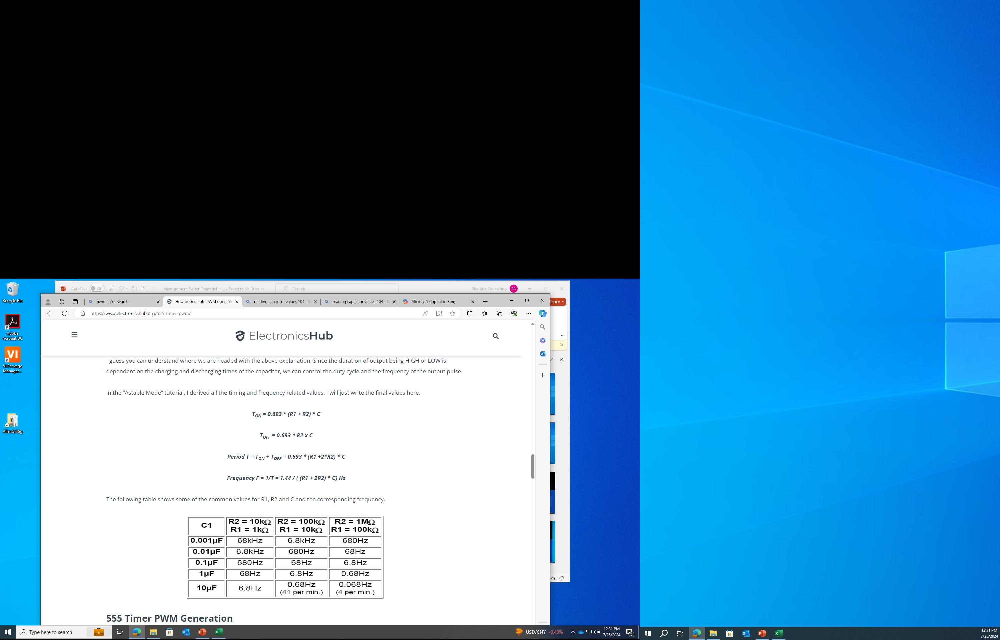 Recycle Bin
Adobe
Acrobat DC
VI
VI Package
Manager...
AllenOilRig
AutoSave Off Measurement Switch Point defin... • Saved to M: Drive Search Rick Ales Consulting RA
pwm 555 - Search How to Generate PWM using 55 reading capacitor values 104 - S reading capacitor values 104 - S Microsoft Copilot in Bing
Share
https://www.electronicshub.org/555-timer-pwm/
ElectronicsHub
I guess you can understand where we are headed with the above explanation. Since the duration of output being HIGH or LOW is
dependent on the charging and discharging times of the capacitor, we can control the duty cycle and the frequency of the output pulse.
In the “Astable Mode” tutorial, I derived all the timing and frequency related values. I will just write the final values here.
TON = 0.693 * (R1 + R2) * C
TOFF = 0.693 * R2 x C
Period T = TON + TOFF = 0.693 * (R1 +2*R2) * C
Frequency F = 1/T = 1.44 / ( (R1 + 2R2) * C) Hz
The following table shows some of the common values for R1, R2 and C and the corresponding frequency.
C1 R2 = 10kΩ R2 = 100kΩ R2 = 1MΩ
R1 = 1kΩ R1 = 10kΩ R1 = 100kΩ
0.001µF 68kHz 6.8kHz 680Hz
0.01µF 6.8kHz 680Hz 68Hz
0.1µF 680Hz 68Hz 6.8Hz
1µF 68Hz 6.8Hz 0.68Hz
10µF 6.8Hz 0.68Hz 0.068Hz
(41 per min.) (4 per min.)
7%
555 Timer PWM Generation
Type here to search
USD/CNY -0.43%
12:31 PM
7/25/2024
5
12:31 PM
7/25/2024